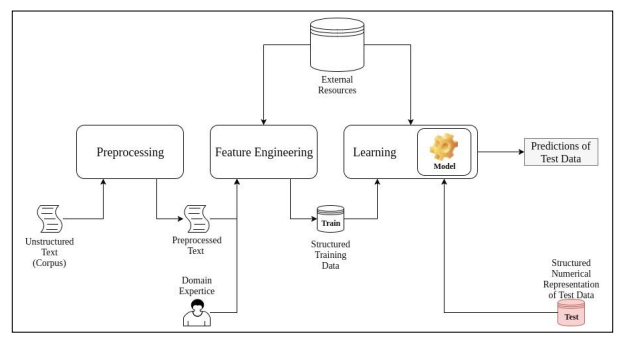 External
Resources
Preprocessing
Feature Engineering
Learning
Model
Predictions of
Test Data
Unstructured
Text
(Corpus)
Preprocessed
Text
Train
Structured
Training
Data
Domain
Expertice
Structured
Numerical
Representation
of Test Data
Test